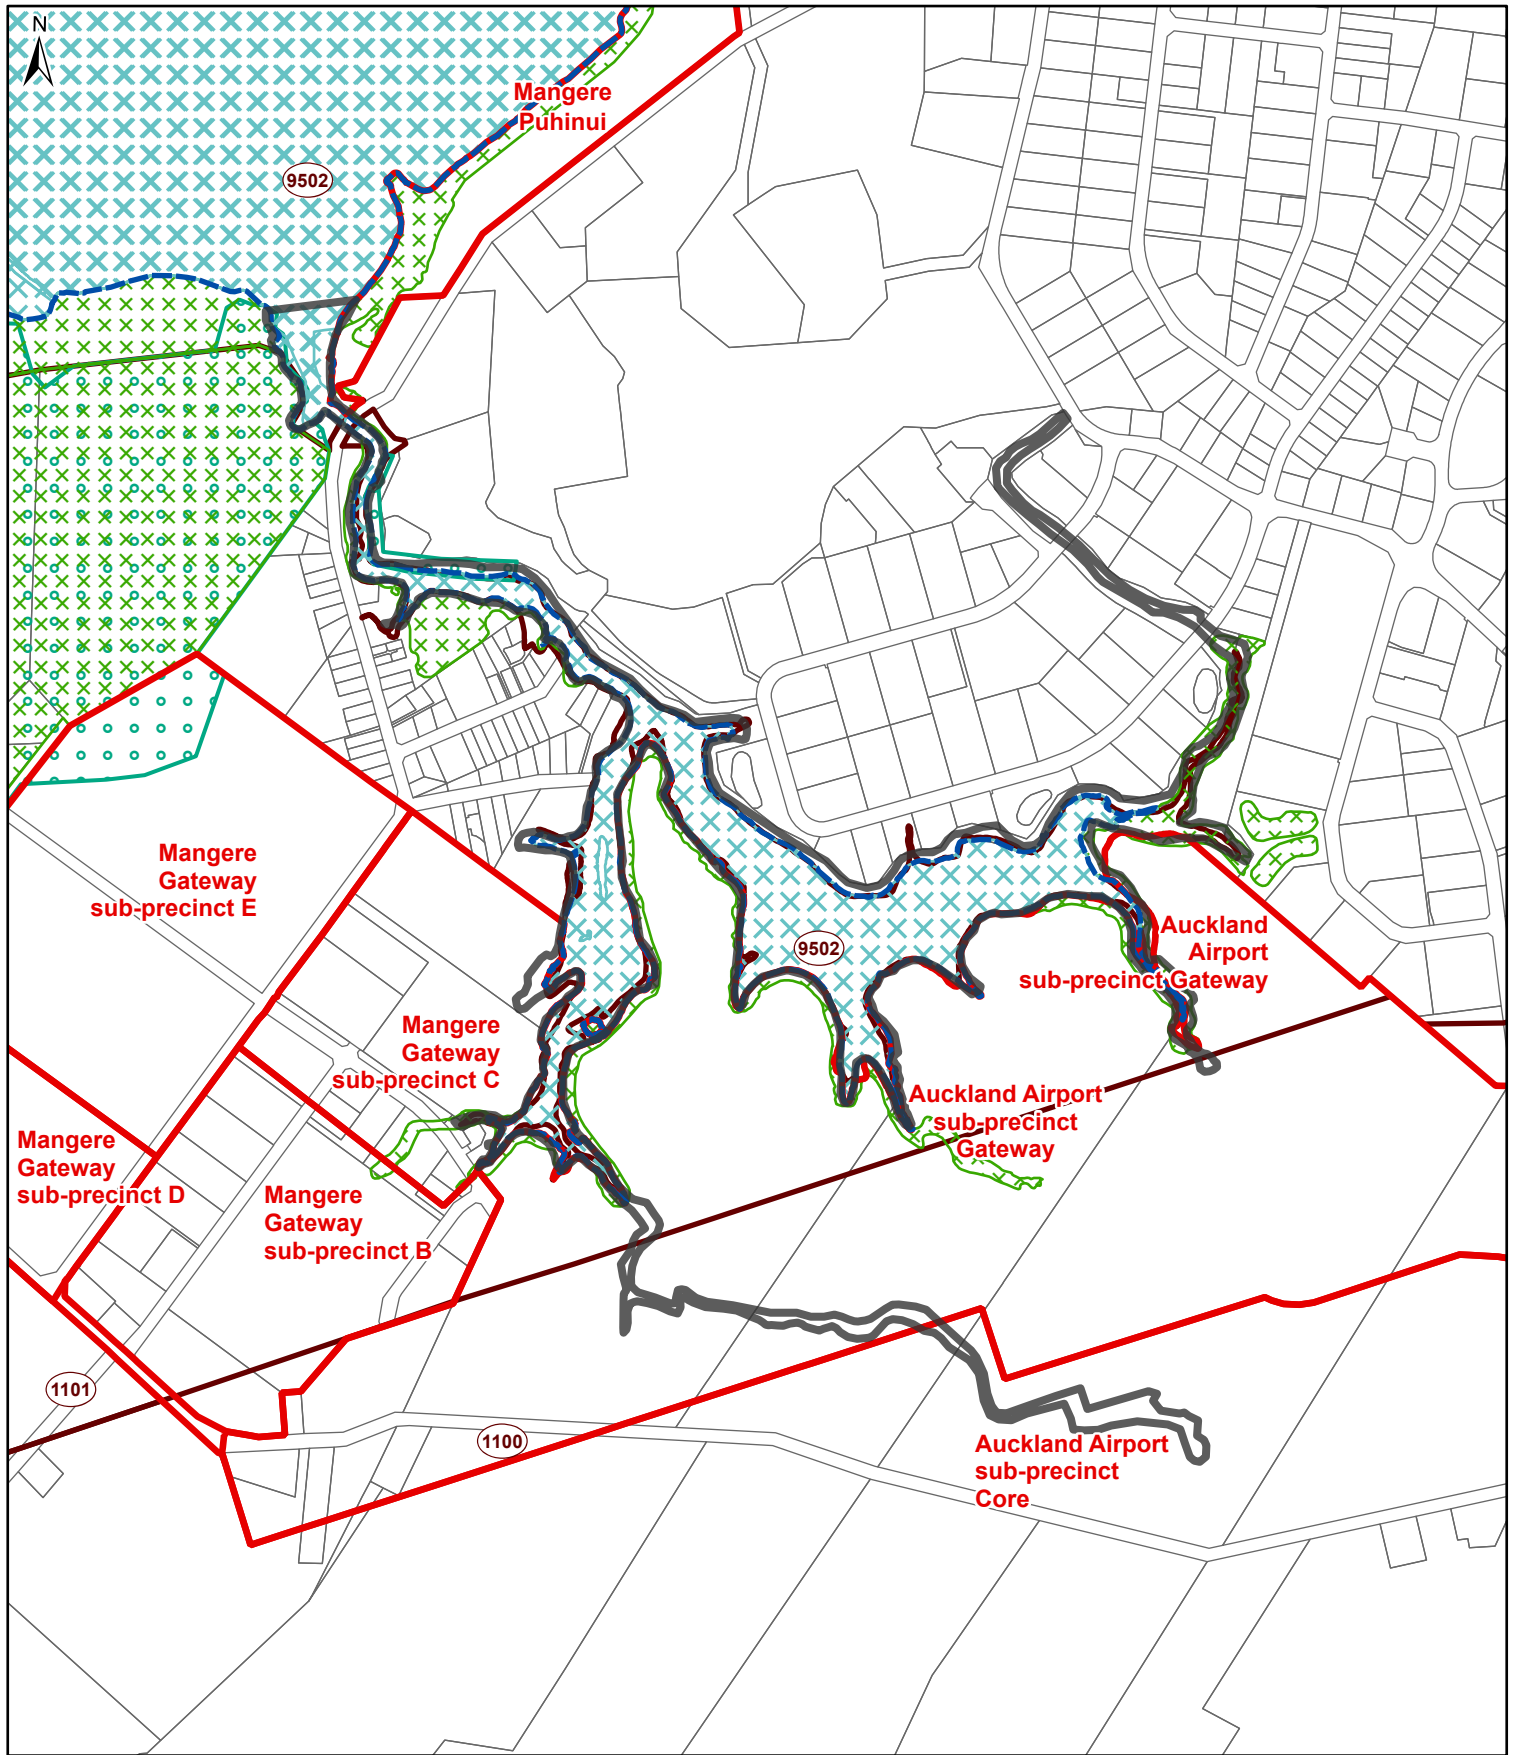 N
Mangere
Puhinui
9502
Mangere
Gateway
sub-precinct E
9502
Auckland
Airport
sub-precinct Gateway
Mangere
Gateway
sub-precinct C
Auckland Airport
sub-precinct
Gateway
Mangere
Gateway
sub-precinct D
Mangere
Gateway
sub-precinct B
1101
1100
Auckland Airport
sub-precinct
Core